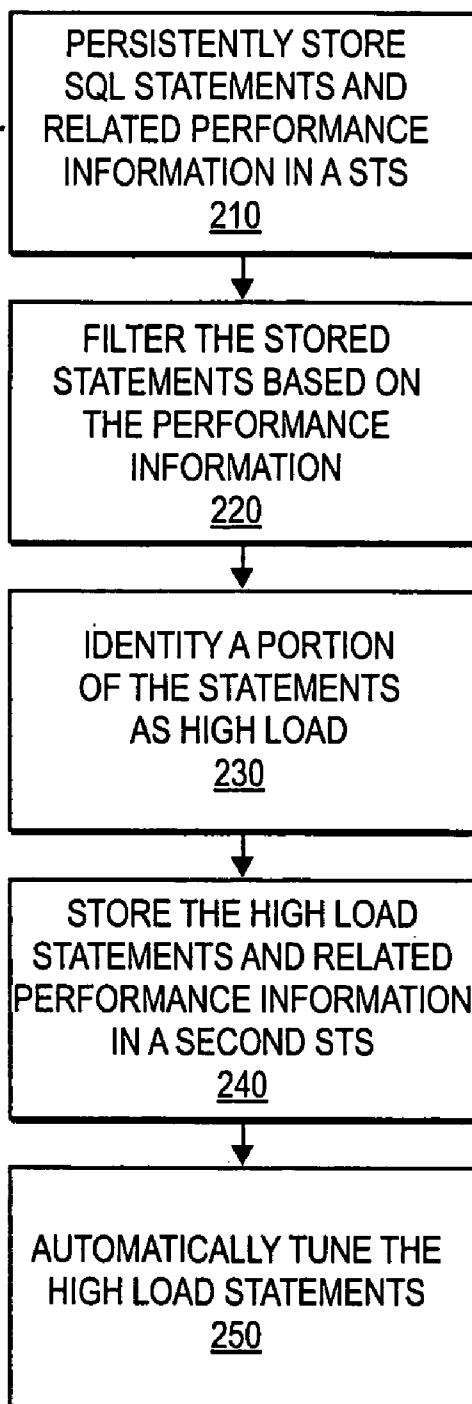 PERSISTENTLY STORE
SQL STATEMENTS AND
RELATED PERFORMANCE
INFORMATION IN A STS
210
FILTER THE STORED
STATEMENTS BASED ON
THE PERFORMANCE
INFORMATION
220
IDENTITY A PORTION
OF THE STATEMENTS
AS HIGH LOAD
230
STORE THE HIGH LOAD
STATEMENTS AND RELATED
PERFORMANCE INFORMATION
IN A SECOND STS
240
AUTOMATICALLY TUNE THE
HIGH LOAD STATEMENTS
250